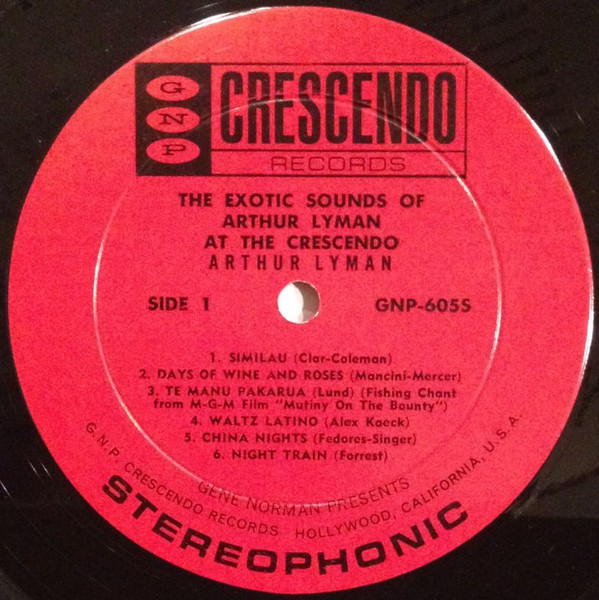 G
N
P
CRESCENDO
RECORDS
THE EXOTIC SOUNDS OF
ARTHUR LYMAN
AT THE CRESCENDO
ARTHUR LYMAN
SIDE 1
GNP-605S
1. SIMILAU (Clar-Coleman)
2. DAYS OF WINE AND ROSES (Mancini-Mercer)
3. TE MANU PAKARUA (Lund) (Fishing Chant
from M-G-M Film "Mutiny On The Bounty")
4. WALTZ LATINO (Alex Kaeck)
5. CHINA NIGHTS (Fedores-Singer)
6. NIGHT TRAIN (Forrest)
GENE NORMAN PRESENTS
G.N.P. CRESCENDO RECORDS HOLLYWOOD, CALIFORNIA, U.S.A.
STEREOPHONIC